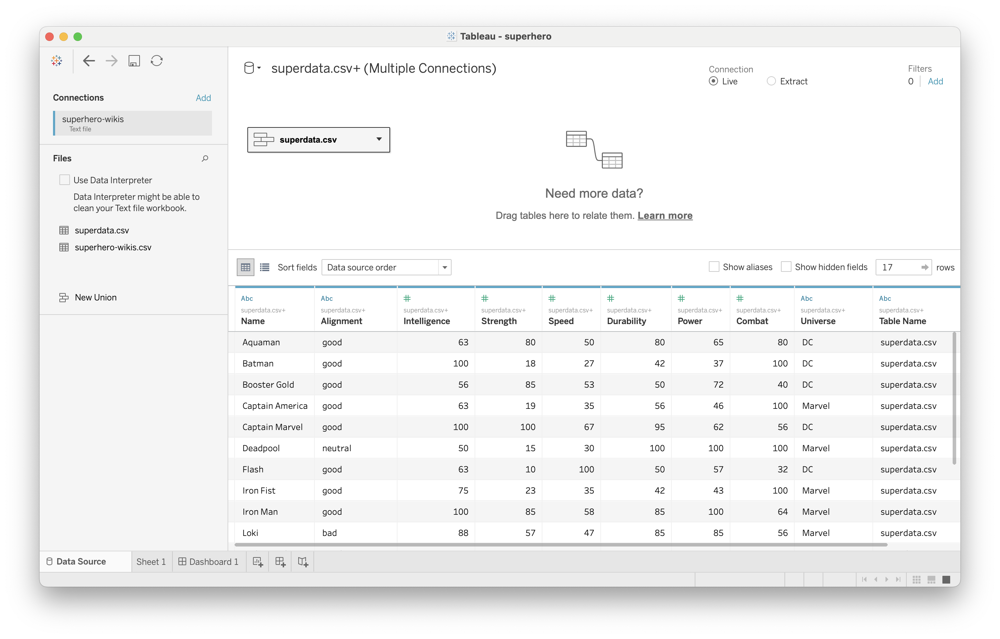 Tableau - superhero
superdata.csv+ (Multiple Connections)
Connection
Live
Extract
Filters
0
Add
Connections
Add
superhero-wikis
Text file
Files
Use Data Interpreter
Data Interpreter might be able to
clean your Text file workbook.
superdata.csv
superhero-wikis.csv
New Union
superdata.csv
Need more data?
Drag tables here to relate them. Learn more
Sort fields
Data source order
Show aliases
Show hidden fields
17
rows
Abc Abc # # # # # # Abc Abc
superdata.csv+ superdata.csv+ superdata.csv+ superdata.csv+ superdata.csv+ superdata.csv+ superdata.csv+ superdata.csv+ superdata.csv+ superdata.csv+
Name Alignment Intelligence Strength Speed Durability Power Combat Universe Table Name
Aquaman good 63 80 50 80 65 80 DC superdata.csv
Batman good 100 18 27 42 37 100 DC superdata.csv
Booster Gold good 56 85 53 50 72 40 DC superdata.csv
Captain America good 63 19 35 56 46 100 Marvel superdata.csv
Captain Marvel good 100 100 67 95 62 56 DC superdata.csv
Deadpool neutral 50 15 30 100 100 100 Marvel superdata.csv
Flash good 63 10 100 50 57 32 DC superdata.csv
Iron Fist good 75 23 35 42 43 100 Marvel superdata.csv
Iron Man good 100 85 58 85 100 64 Marvel superdata.csv
Loki bad 88 57 47 85 85 56 Marvel superdata.csv
Data Source
Sheet 1
Dashboard 1